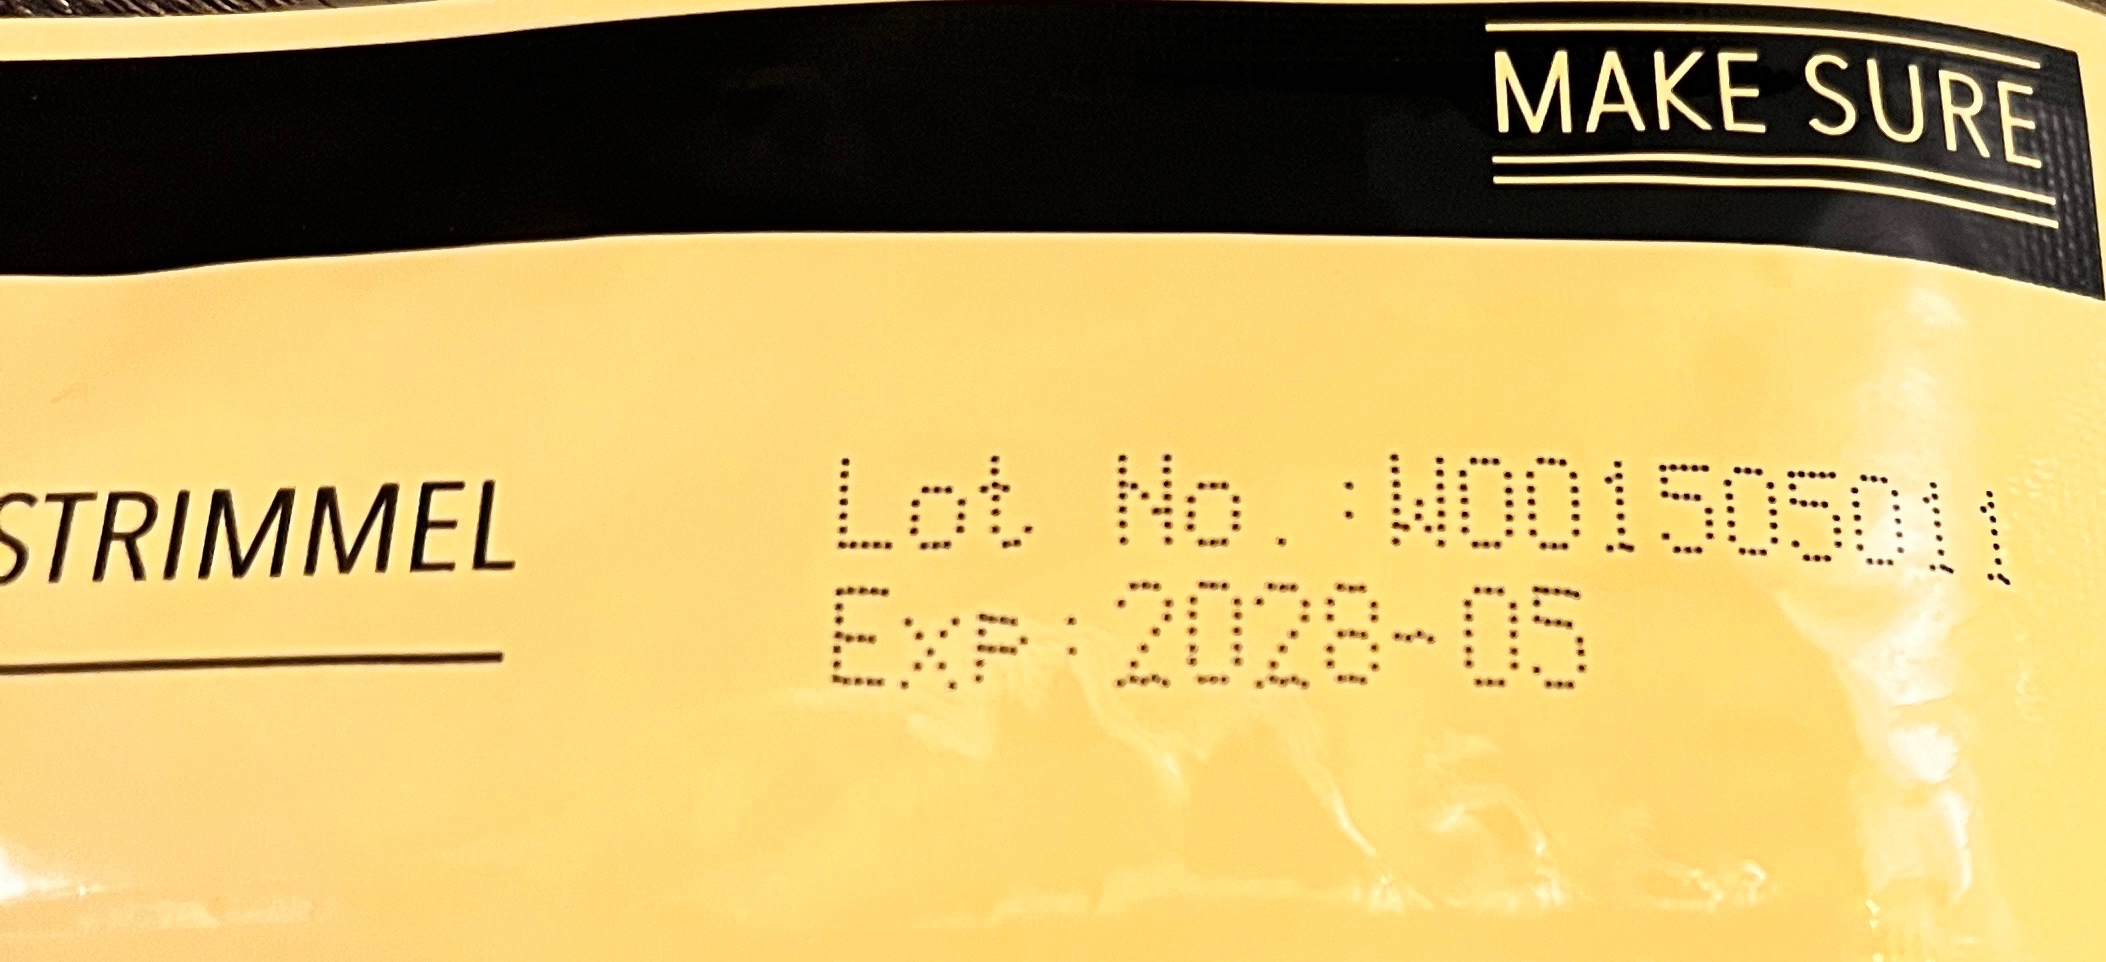 MAKE SURE
STRIMMEL
Lot No.:W001505011
Exp:2028-05